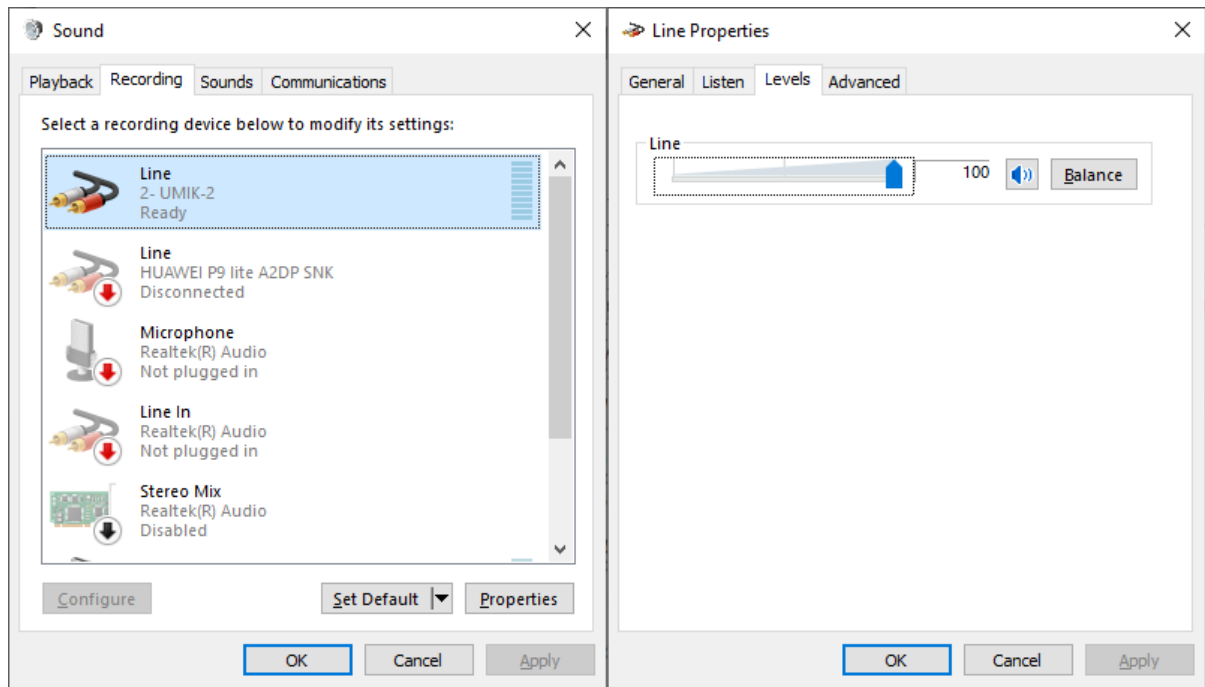 Sound
Playback Recording Sounds Communications
Select a recording device below to modify its settings:
Line
2- UMIK-2
Ready
Line
HUAWEI P9 lite A2DP SNK
Disconnected
Microphone
Realtek(R) Audio
Not plugged in
Line In
Realtek(R) Audio
Not plugged in
Stereo Mix
Realtek(R) Audio
Disabled
Configure Set Default Properties
OK Cancel Apply
Line Properties
General Listen Levels Advanced
Line
100 Balance
OK Cancel Apply